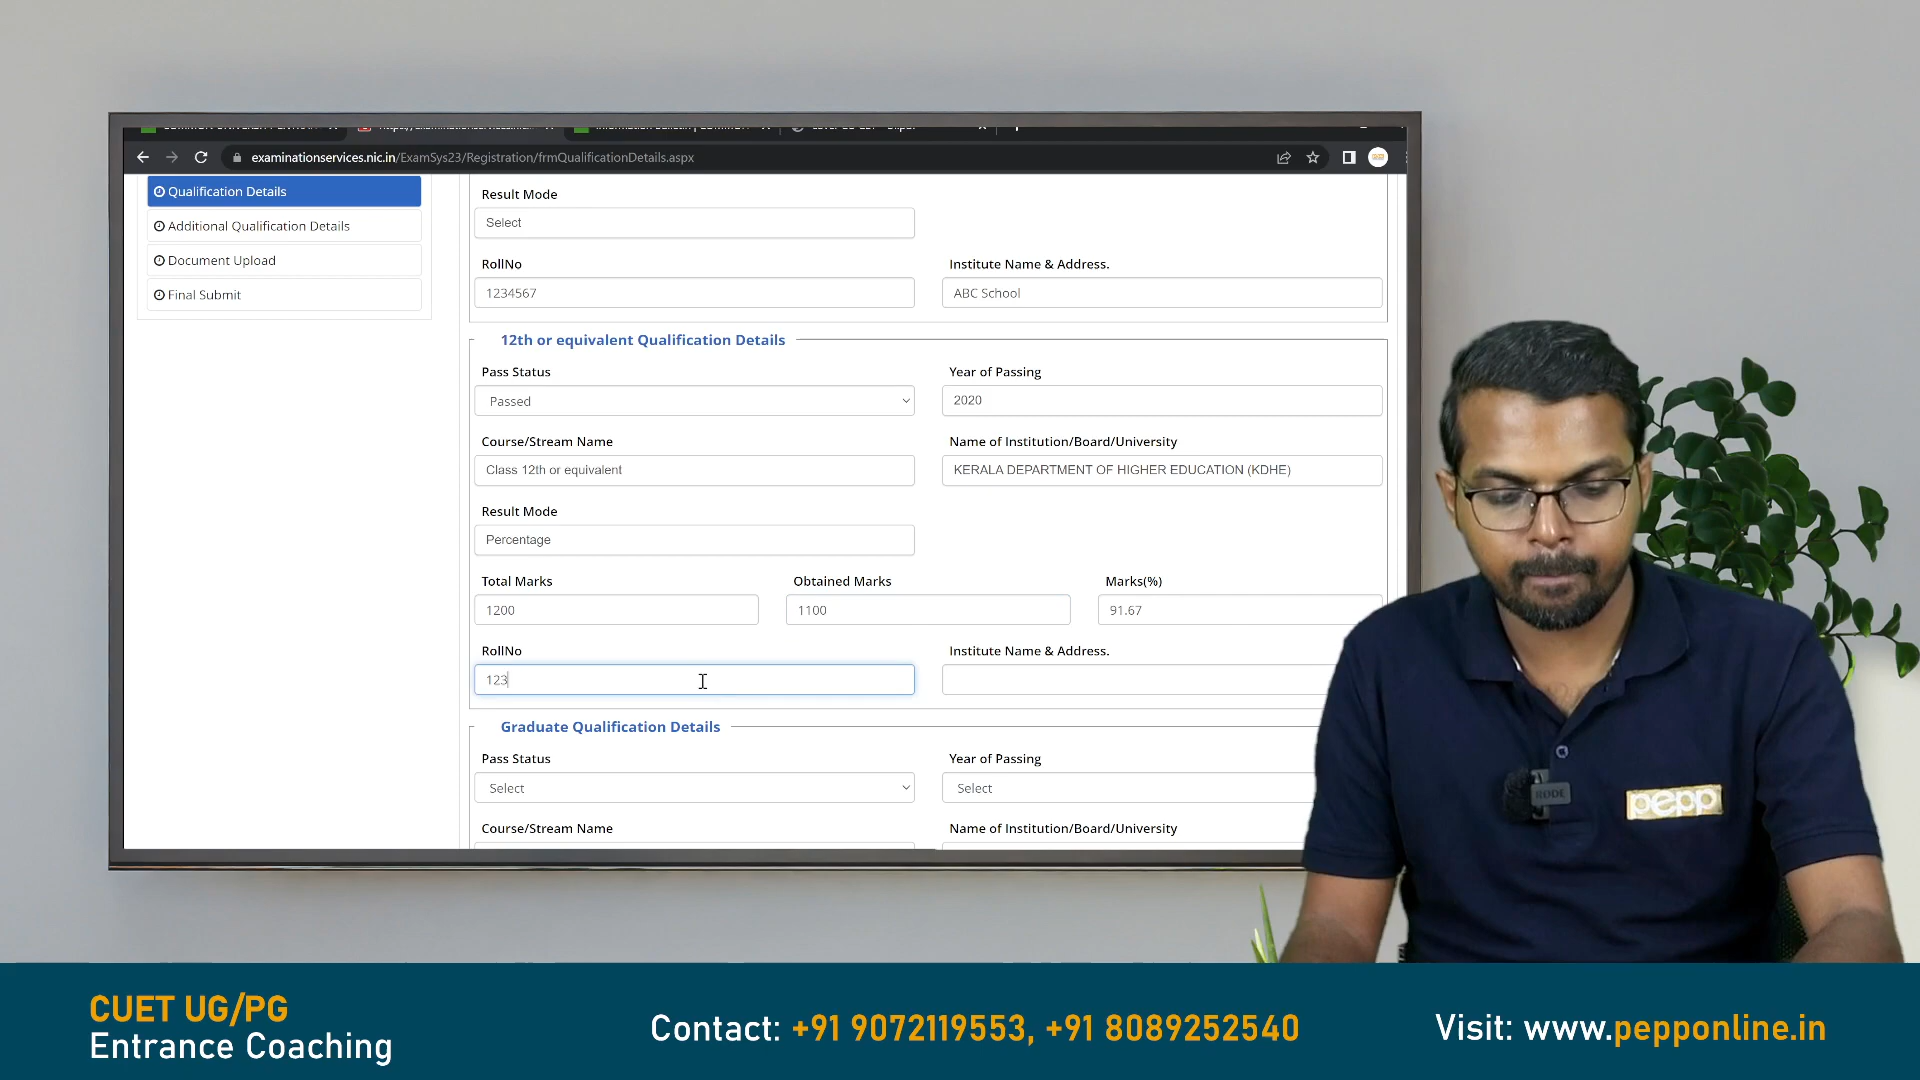 examinationservices.nic.in/ExamSys23/Registration/frmQualificationDetails.aspx
Qualification Details
Additional Qualification Details
Document Upload
Final Submit
Result Mode
Select
RollNo
Institute Name & Address.
1234567
ABC School
12th or equivalent Qualification Details
Pass Status
Year of Passing
Passed
2020
Course/Stream Name
Name of Institution/Board/University
Class 12th or equivalent
KERALA DEPARTMENT OF HIGHER EDUCATION (KDHE)
Result Mode
Percentage
Total Marks
Obtained Marks
Marks(%)
1200
1100
91.67
RollNo
Institute Name & Address.
123
Graduate Qualification Details
Pass Status
Year of Passing
Select
Select
Course/Stream Name
Name of Institution/Board/University
RODE
pepp
CUET UG/PG
Entrance Coaching
Contact: +91 9072119553, +91 8089252540
Visit: www.pepponline.in